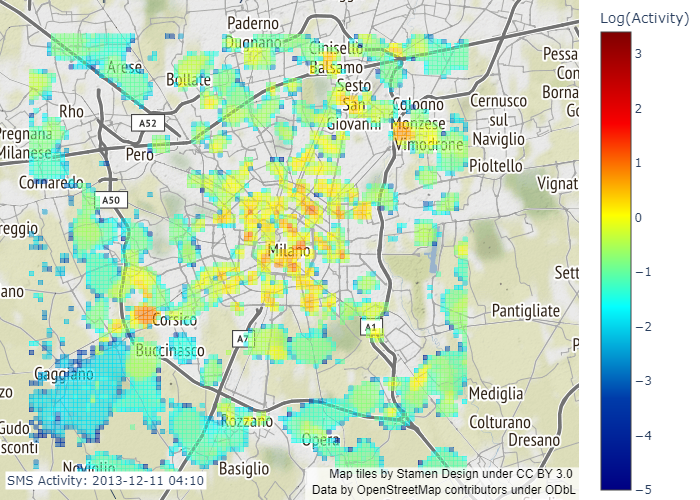 Log(Activity)
Paderno
Dugnano
Cinisello
Balsamo
Arese
Bollate
Sesto
San
Giovanni
Rho
A52
Cologno
Monzese
Vimodrone
Cernusco
sul
Naviglio
Pessa
Con
Borna
Go
Pregnana
Milanese
Pero
Pioltello
Cornaredo
Vignat
A50
reggio
Milano
Sett
ano
Corsico
Pantigliate
A7
A1
Buccinasco
P
Gaggiano
zo
Mediglia
Gudo
sconti
Rozzano
Opera
Colturano
Dresano
Noviglio
Basiglio
3
2
1
0
−1
−2
−3
−4
−5
SMS Activity: 2013-12-11 04:10
Map tiles by Stamen Design under CC BY 3.0
Data by OpenStreetMap contributors under ODbL